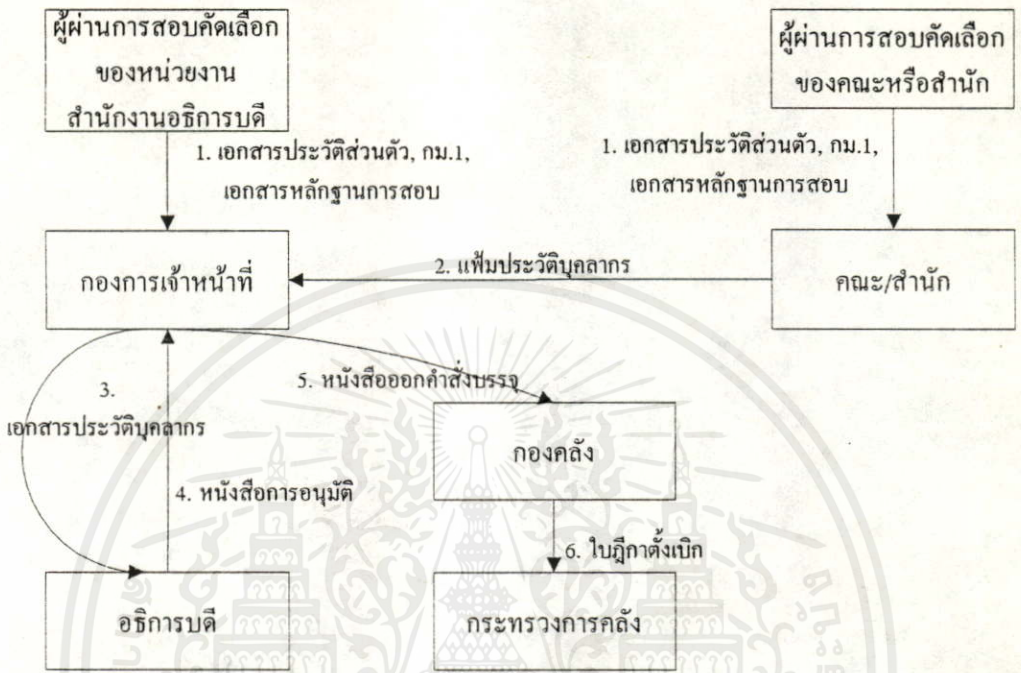 ผู้ผ่านการสอบคัดเลือก
ของหน่วยงาน
สำนักงานอธิการบดี
ผู้ผ่านการสอบคัดเลือก
ของคณะหรือสำนัก
1. เอกสารประวัติส่วนตัว, กม.1,
เอกสารหลักฐานการสอบ
1. เอกสารประวัติส่วนตัว, กม.1,
เอกสารหลักฐานการสอบ
กองการเจ้าหน้าที่
2. แฟ้มประวัติบุคลากร
คณะ/สำนัก
3.
เอกสารประวัติบุคลากร
5. หนังสือออกคำสั่งบรรจุ
กองคลัง
4. หนังสือการอนุมัติ
6. ใบฎีกาตั้งเบิก
อธิการบดี
กระทรวงการคลัง